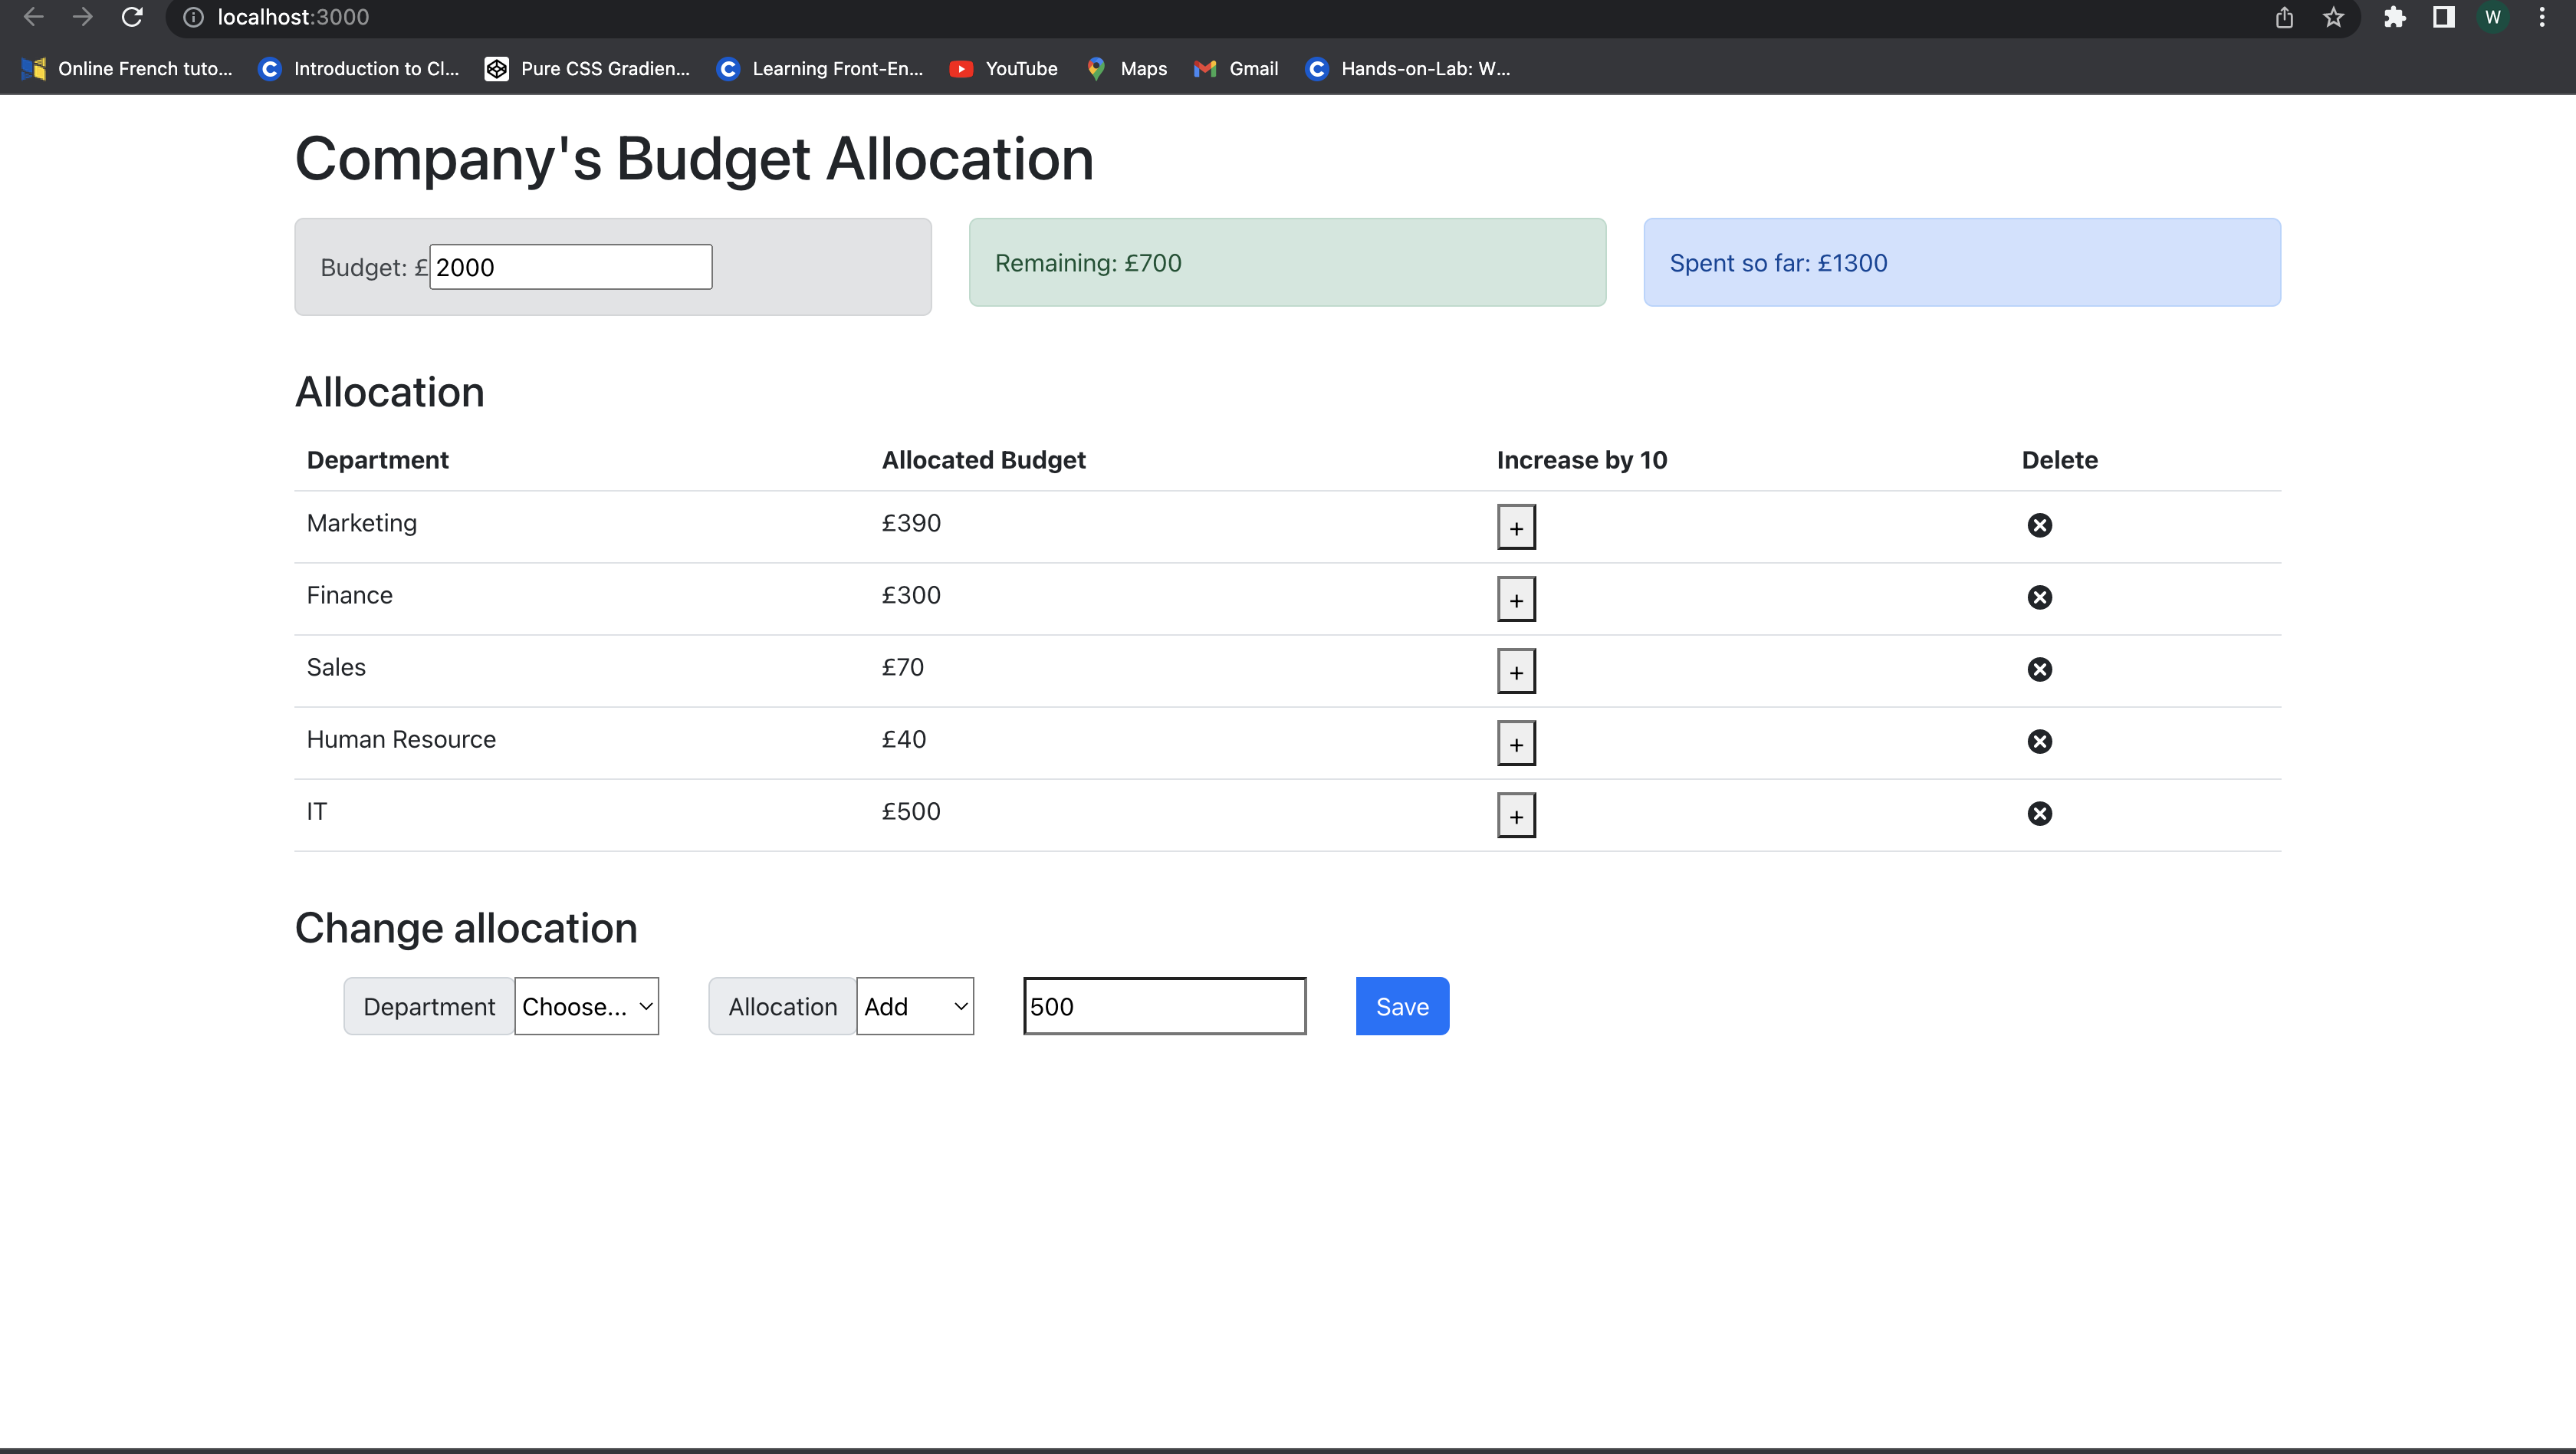 localhost:3000
W
Online French tuto...
Introduction to Cl...
Pure CSS Gradien...
Learning Front-En...
YouTube
Maps
Gmail
Hands-on-Lab: W...
Company's Budget Allocation
Budget: £ 2000
Remaining: £700
Spent so far: £1300
Allocation
Department Allocated Budget Increase by 10 Delete
Marketing £390 +
Finance £300 +
Sales £70 +
Human Resource £40 +
IT £500 +
Change allocation
Department Choose... Allocation Add 500 Save